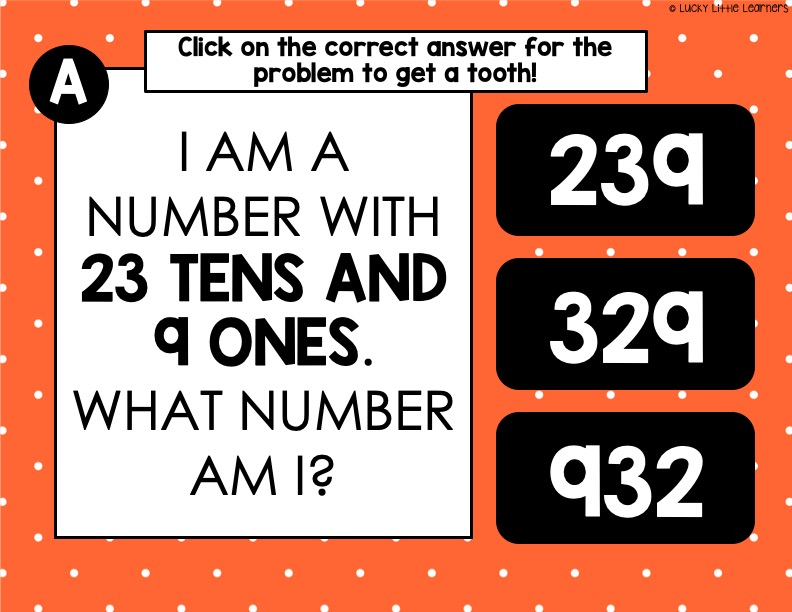 © Lucky Little Learners
Click on the correct answer for the
problem to get a tooth!
A
I AM A
NUMBER WITH
23 TENS AND
9 ONES.
WHAT NUMBER
AM I?
239
329
932